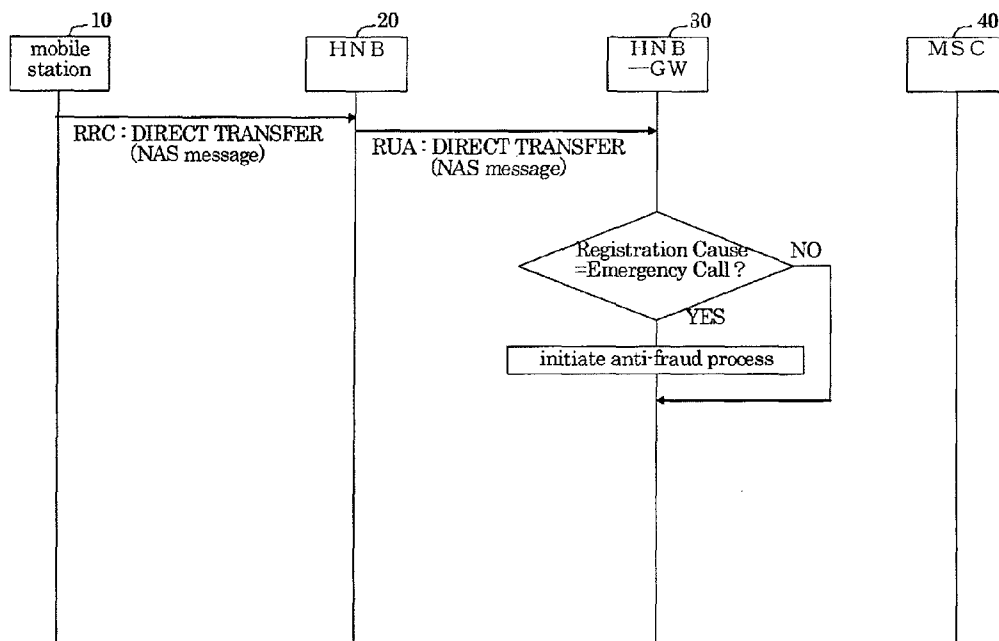 10
20
30
40
mobile
station
HNB
HNB
—GW
MSC
RRC : DIRECT TRANSFER
(NAS message)
RUA : DIRECT TRANSFER
(NAS message)
Registration Cause
=Emergency Call ?
NO
YES
initiate anti-fraud process